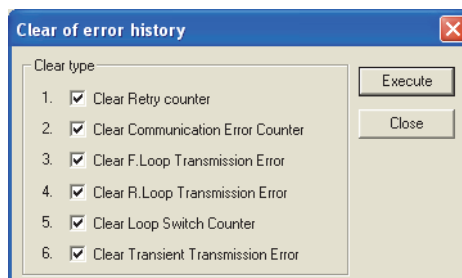 Clear of error history
Clear type
1. Clear Retry counter
2. Clear Communication Error Counter
3. Clear F.Loop Transmission Error
4. Clear R.Loop Transmission Error
5. Clear Loop Switch Counter
6. Clear Transient Transmission Error
Execute
Close